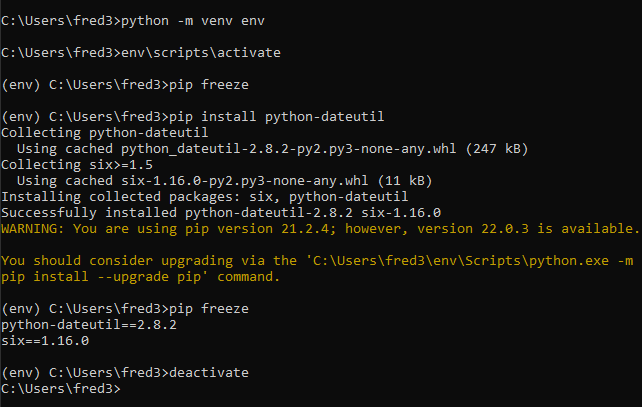 C:\Users\fred3>python -m venv env
C:\Users\fred3>env\scripts\activate
(env) C:\Users\fred3>pip freeze
(env) C:\Users\fred3>pip install python-dateutil
Collecting python-dateutil
  Using cached python_dateutil-2.8.2-py2.py3-none-any.whl (247 kB)
Collecting six>=1.5
  Using cached six-1.16.0-py2.py3-none-any.whl (11 kB)
Installing collected packages: six, python-dateutil
Successfully installed python-dateutil-2.8.2 six-1.16.0
WARNING: You are using pip version 21.2.4; however, version 22.0.3 is available.
You should consider upgrading via the 'C:\Users\fred3\env\Scripts\python.exe -m
pip install --upgrade pip' command.
(env) C:\Users\fred3>pip freeze
python-dateutil==2.8.2
six==1.16.0
(env) C:\Users\fred3>deactivate
C:\Users\fred3>